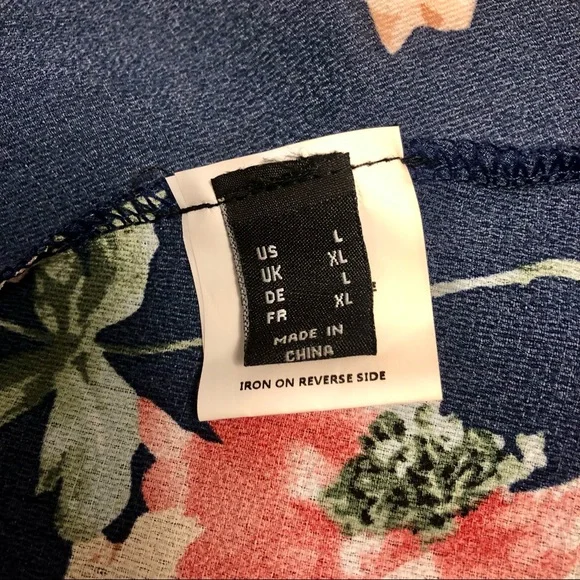 US L
UK XL
DE L
FR XL
MADE IN
CHINA
IRON ON REVERSE SIDE